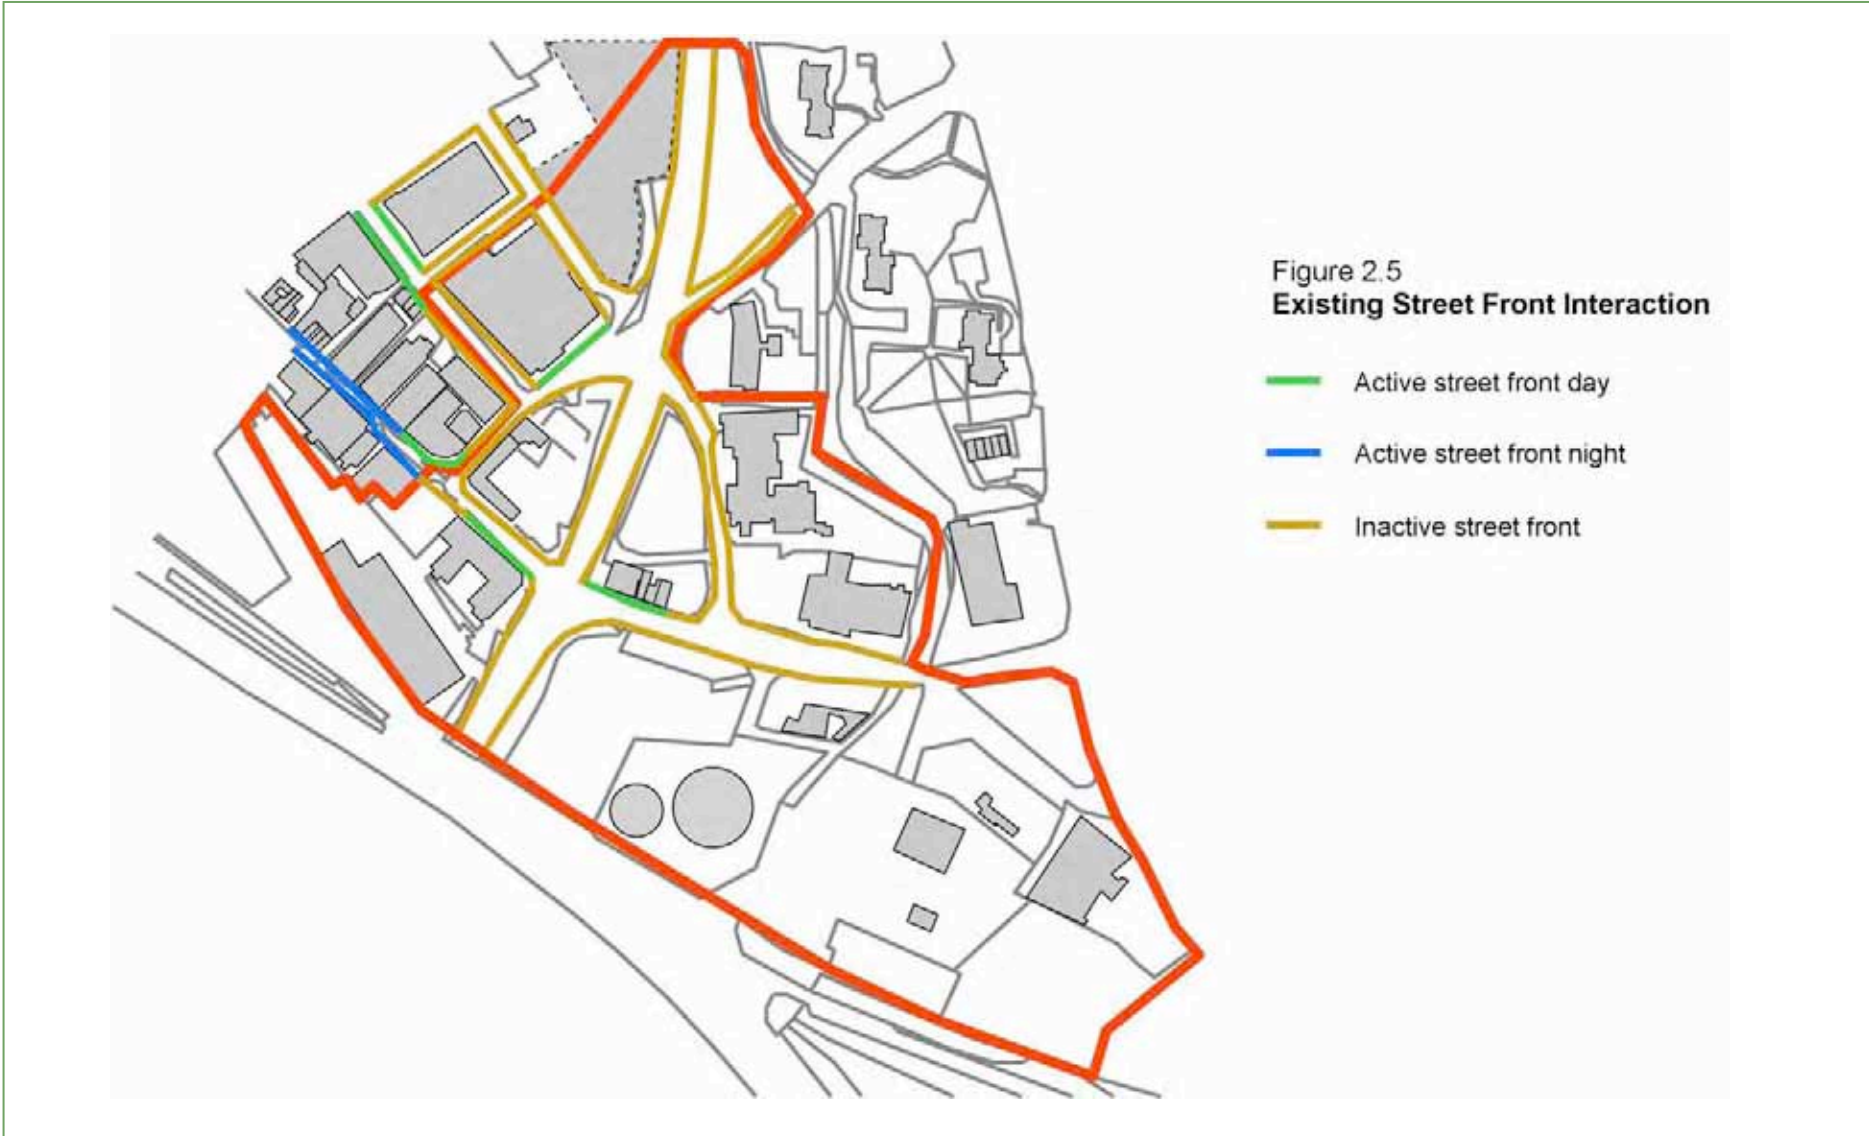 Figure 2.5
Existing Street Front Interaction
Active street front day
Active street front night
Inactive street front